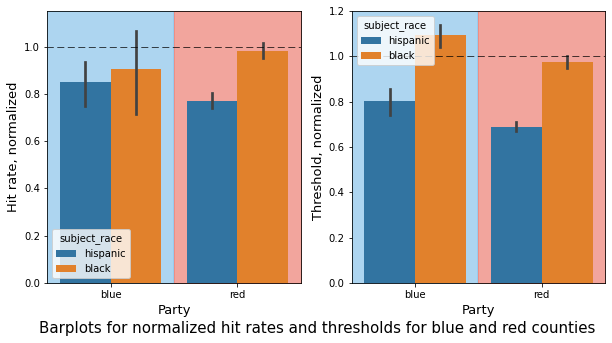 Hit rate, normalized
1.0
0.8
0.6
0.4
0.2
0.0
subject_race
hispanic
black
blue
red
Party
Threshold, normalized
1.2
1.0
0.8
0.6
0.4
0.2
0.0
subject_race
hispanic
black
blue
red
Party
Barplots for normalized hit rates and thresholds for blue and red counties